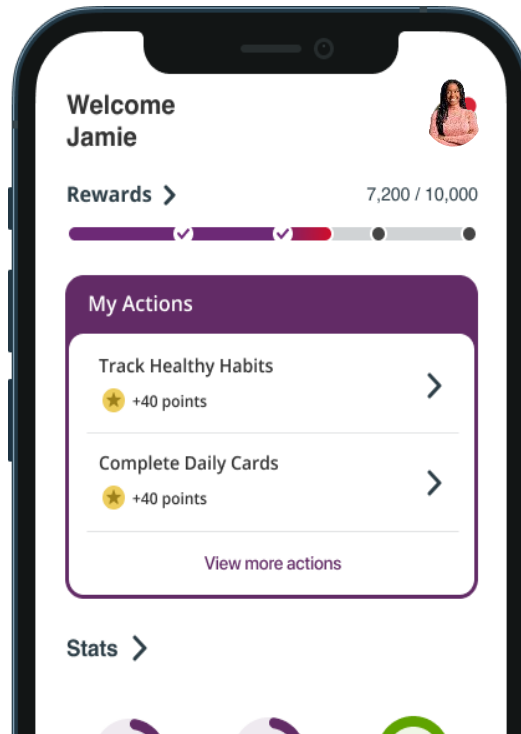 Welcome
Jamie
Rewards
7,200 / 10,000
My Actions
Track Healthy Habits
+40 points
Complete Daily Cards
+40 points
View more actions
Stats